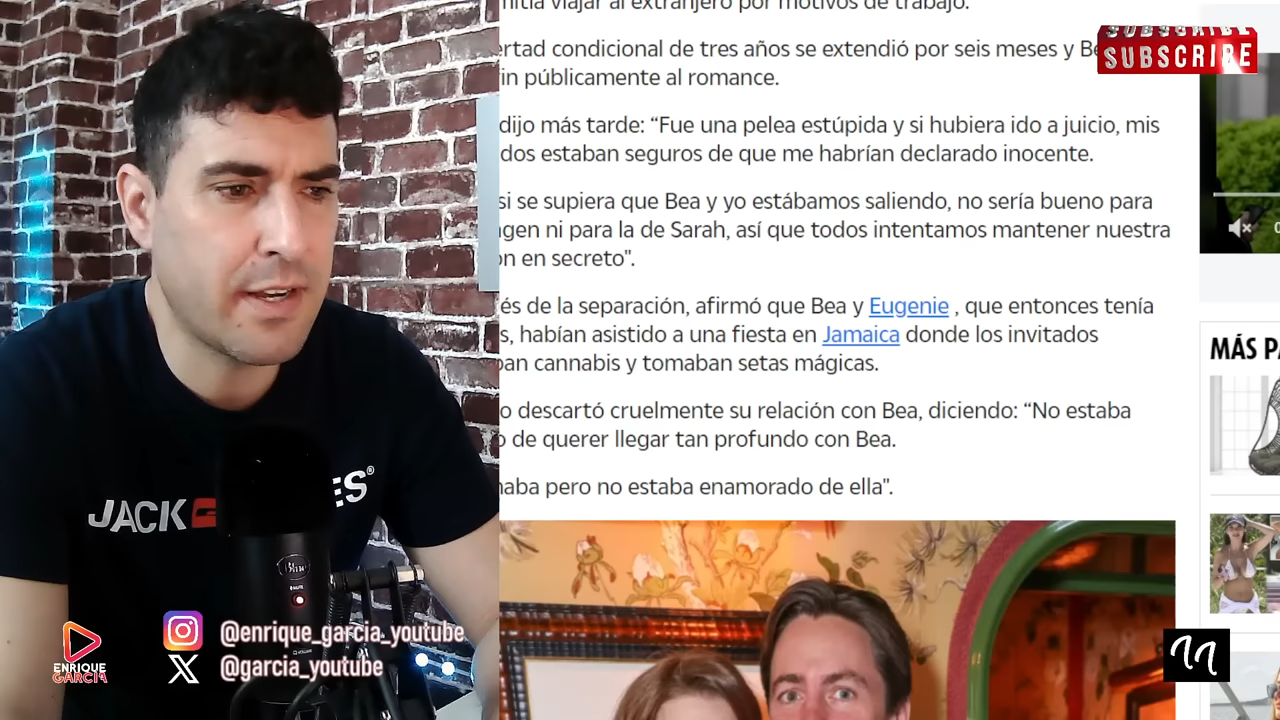 mitía viajar al extranjero por motivos de trabajo.
ertad condicional de tres años se extendió por seis meses y
in públicamente al romance.
dijo más tarde: “Fue una pelea estúpida y si hubiera ido a juicio, mis
dos estaban seguros de que me habrían declarado inocente.
si se supiera que Bea y yo estábamos saliendo, no sería bueno para
gen ni para la de Sarah, así que todos intentamos mantener nuestra
ón en secreto".
és de la separación, afirmó que Bea y Eugenie , que entonces tenía
s, habían asistido a una fiesta en Jamaica donde los invitados
ban cannabis y tomaban setas mágicas.
o descartó cruelmente su relación con Bea, diciendo: “No estaba
o de querer llegar tan profundo con Bea.
maba pero no estaba enamorado de ella".
SUBSCRIBE
SUBSCRIBE
MÁS PA
JACK ES®
@enrique_garcia_youtube
@garcia_youtube
ENRIQUE
GARCIA